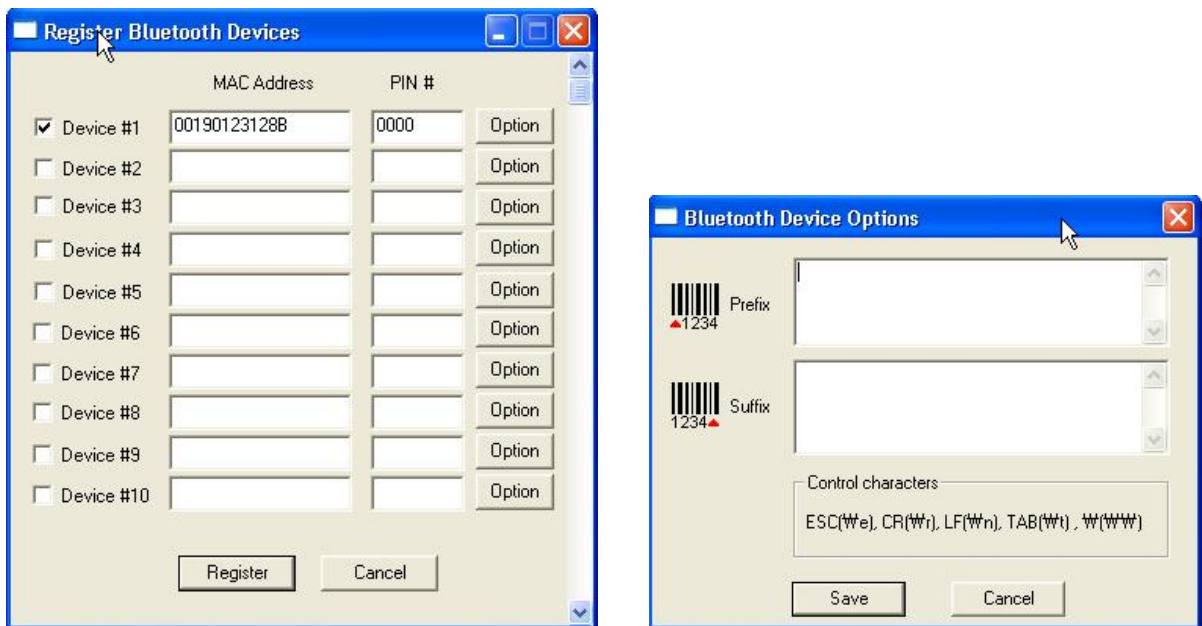 Register Bluetooth Devices
MAC Address PIN #
Device #1 00190123128B 0000 Option
Device #2 Option
Device #3 Option
Device #4 Option
Device #5 Option
Device #6 Option
Device #7 Option
Device #8 Option
Device #9 Option
Device #10 Option
Register Cancel
Bluetooth Device Options
1234 Prefix
1234 Suffix
Control characters
ESC(₩e), CR(₩r), LF(₩n), TAB(₩t) , ₩(₩₩)
Save Cancel